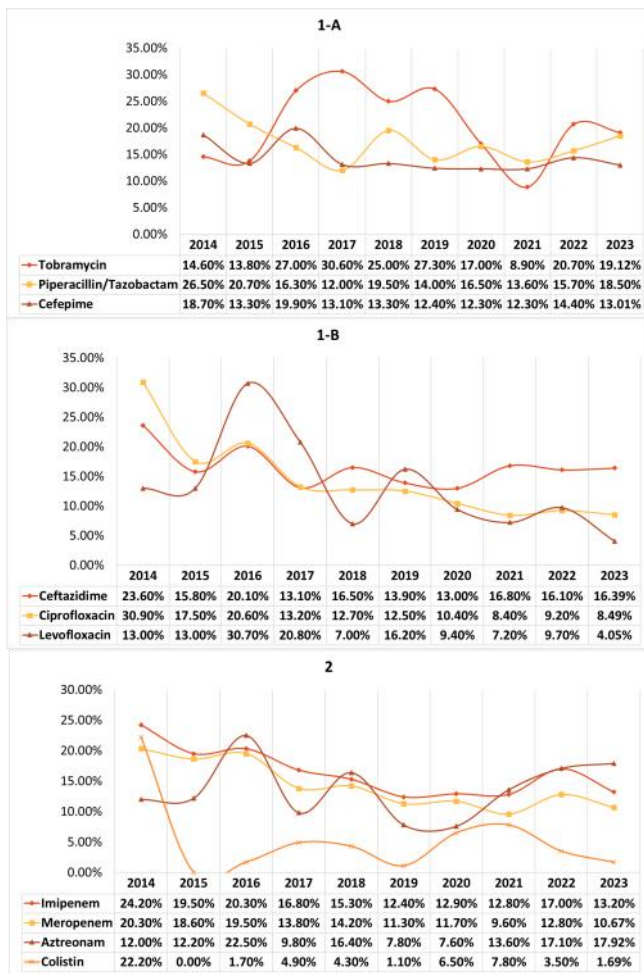 1-A
35.00%
30.00%
25.00%
20.00%
15.00%
10.00%
5.00%
0.00%
2014 2015 2016 2017 2018 2019 2020 2021 2022 2023
Tobramycin 14.60% 13.80% 27.00% 30.60% 25.00% 27.30% 17.00% 8.90% 20.70% 19.12%
Piperacillin/Tazobactam 26.50% 20.70% 16.30% 12.00% 19.50% 14.00% 16.50% 13.60% 15.70% 18.50%
Cefepime 18.70% 13.30% 19.90% 13.10% 13.30% 12.40% 12.30% 12.30% 14.40% 13.01%
1-B
35.00%
30.00%
25.00%
20.00%
15.00%
10.00%
5.00%
0.00%
2014 2015 2016 2017 2018 2019 2020 2021 2022 2023
Ceftazidime 23.60% 15.80% 20.10% 13.10% 16.50% 13.90% 13.00% 16.80% 16.10% 16.39%
Ciprofloxacin 30.90% 17.50% 20.60% 13.20% 12.70% 12.50% 10.40% 8.40% 9.20% 8.49%
Levofloxacin 13.00% 13.00% 30.70% 20.80% 7.00% 16.20% 9.40% 7.20% 9.70% 4.05%
2
30.00%
25.00%
20.00%
15.00%
10.00%
5.00%
0.00%
2014 2015 2016 2017 2018 2019 2020 2021 2022 2023
Imipenem 24.20% 19.50% 20.30% 16.80% 15.30% 12.40% 12.90% 12.80% 17.00% 13.20%
Meropenem 20.30% 18.60% 19.50% 13.80% 14.20% 11.30% 11.70% 9.60% 12.80% 10.67%
Aztreonam 12.00% 12.20% 22.50% 9.80% 16.40% 7.80% 7.60% 13.60% 17.10% 17.92%
Colistin 22.20% 0.00% 1.70% 4.90% 4.30% 1.10% 6.50% 7.80% 3.50% 1.69%